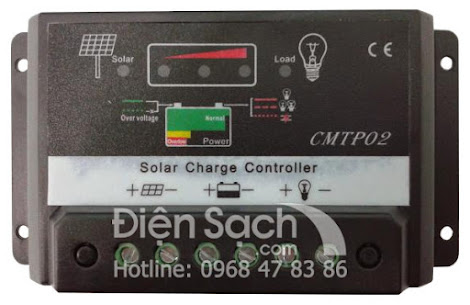 Solar
Load
CE
Over voltage
Normal
Overdis
Power
CMTP02
Solar Charge Controller
+ - + - + -
Điện Sạch
.com
Hotline: 0968 47 83 86